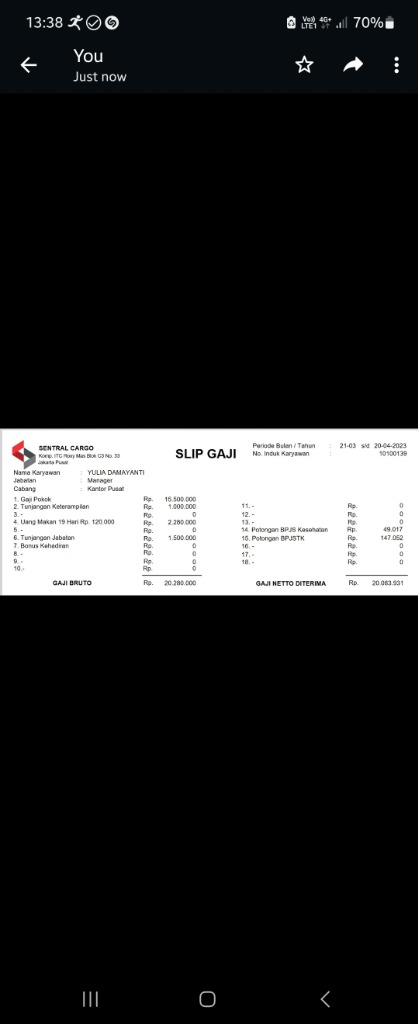 13:38
Vo) 4G+
LTE1
70%
You
Just now
SENTRAL CARGO
Komp. ITC Roxy Mas Blok C3 No. 33
Jakarta Pusat
SLIP GAJI
Periode Bulan / Tahun : 21-03 s/d 20-04-2023
No. Induk Karyawan : 10100139
Nama Karyawan : YULIA DAMAYANTI
Jabatan : Manager
Cabang : Kantor Pusat
1. Gaji Pokok Rp. 15.500.000
2. Tunjangan Keterampilan Rp. 1.000.000 11. - Rp. 0
3. - Rp. 0 12. - Rp. 0
4. Uang Makan 19 Hari Rp. 120.000 Rp. 2.280.000 13. - Rp. 0
5. - Rp. 0 14. Potongan BPJS Kesehatan Rp. 49.017
6. Tunjangan Jabatan Rp. 1.500.000 15. Potongan BPJSTK Rp. 147.052
7. Bonus Kehadiran Rp. 0 16. - Rp. 0
8. - Rp. 0 17. - Rp. 0
9. - Rp. 0 18. - Rp. 0
10. - Rp. 0
GAJI BRUTO Rp. 20.280.000 GAJI NETTO DITERIMA Rp. 20.083.931